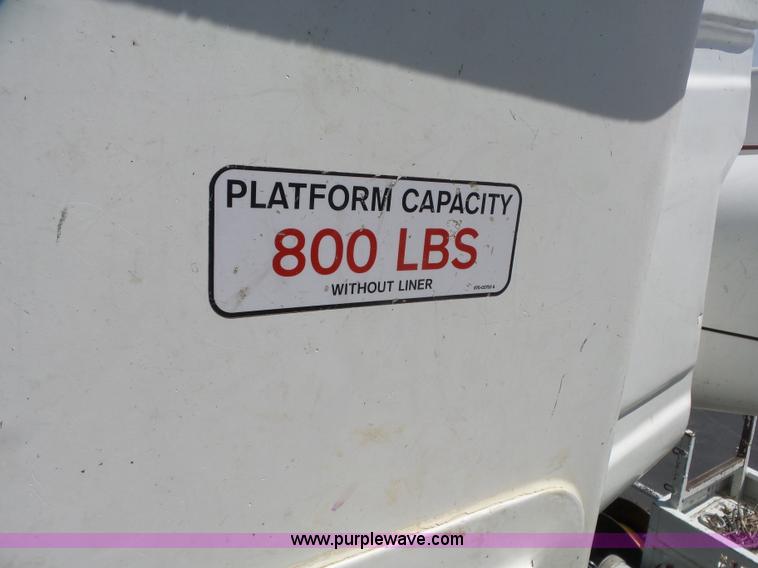 PLATFORM CAPACITY
800 LBS
WITHOUT LINER
www.purplewave.com